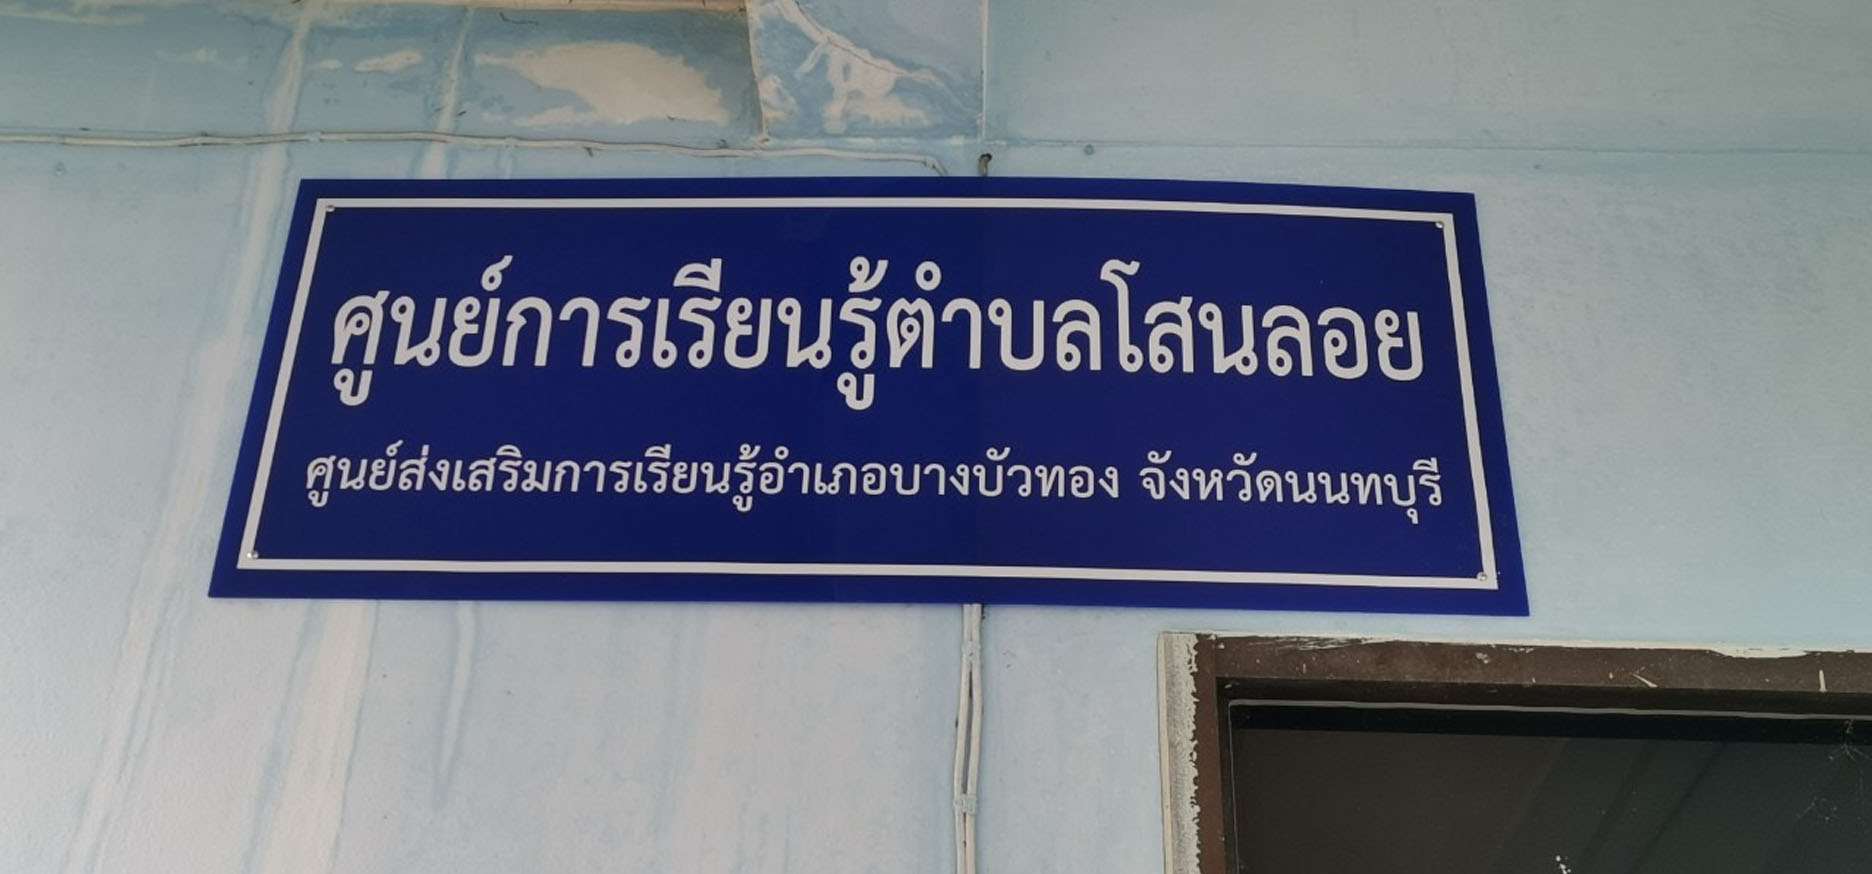 ศูนย์การเรียนรู้ตำบลโสนลอย
ศูนย์ส่งเสริมการเรียนรู้อำเภอบางบัวทอง จังหวัดนนทบุรี